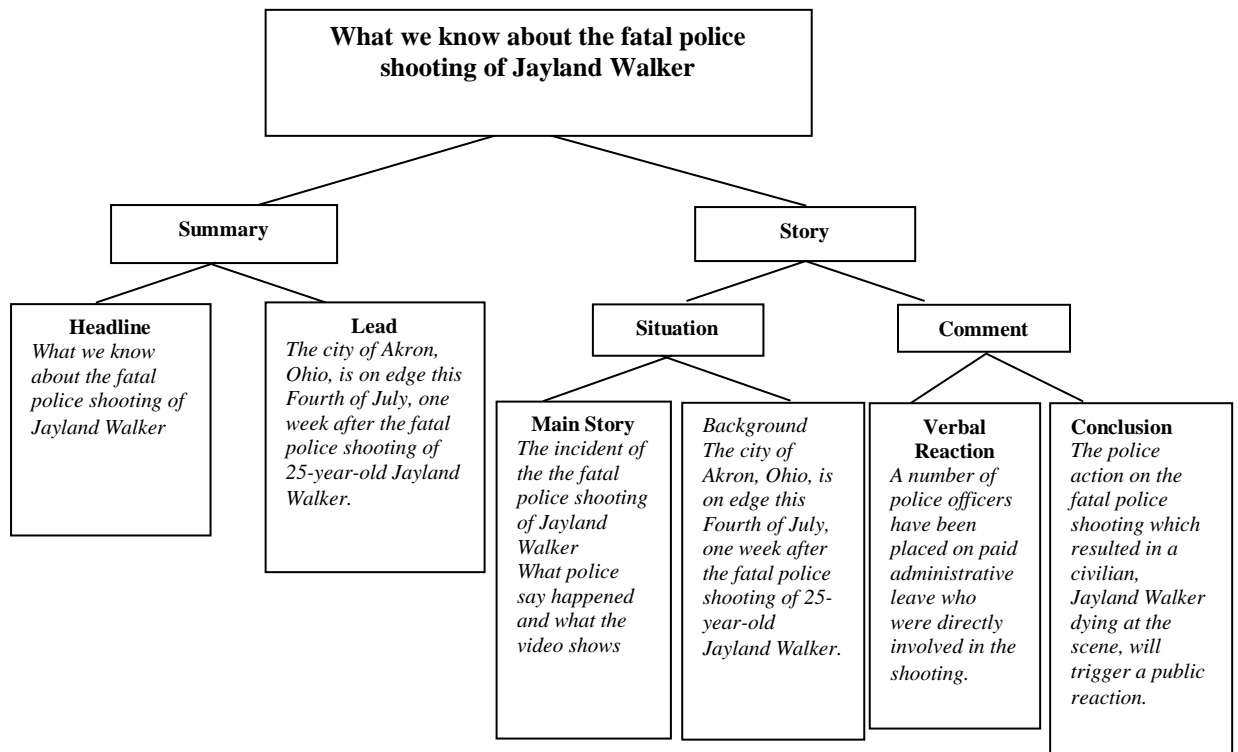 What we know about the fatal police
shooting of Jayland Walker
Summary
Story
Headline
What we know
about the fatal
police shooting of
Jayland Walker
Lead
The city of Akron,
Ohio, is on edge this
Fourth of July, one
week after the fatal
police shooting of
25-year-old Jayland
Walker.
Situation
Comment
Main Story
The incident of
the the fatal
police shooting
of Jayland
Walker
What police
say happened
and what the
video shows
Background
The city of
Akron, Ohio, is
on edge this
Fourth of July,
one week after
the fatal police
shooting of 25-
year-old
Jayland Walker.
Verbal
Reaction
A number of
police officers
have been
placed on paid
administrative
leave who
were directly
involved in the
shooting.
Conclusion
The police
action on the
fatal police
shooting which
resulted in a
civilian,
Jayland Walker
dying at the
scene, will
trigger a public
reaction.